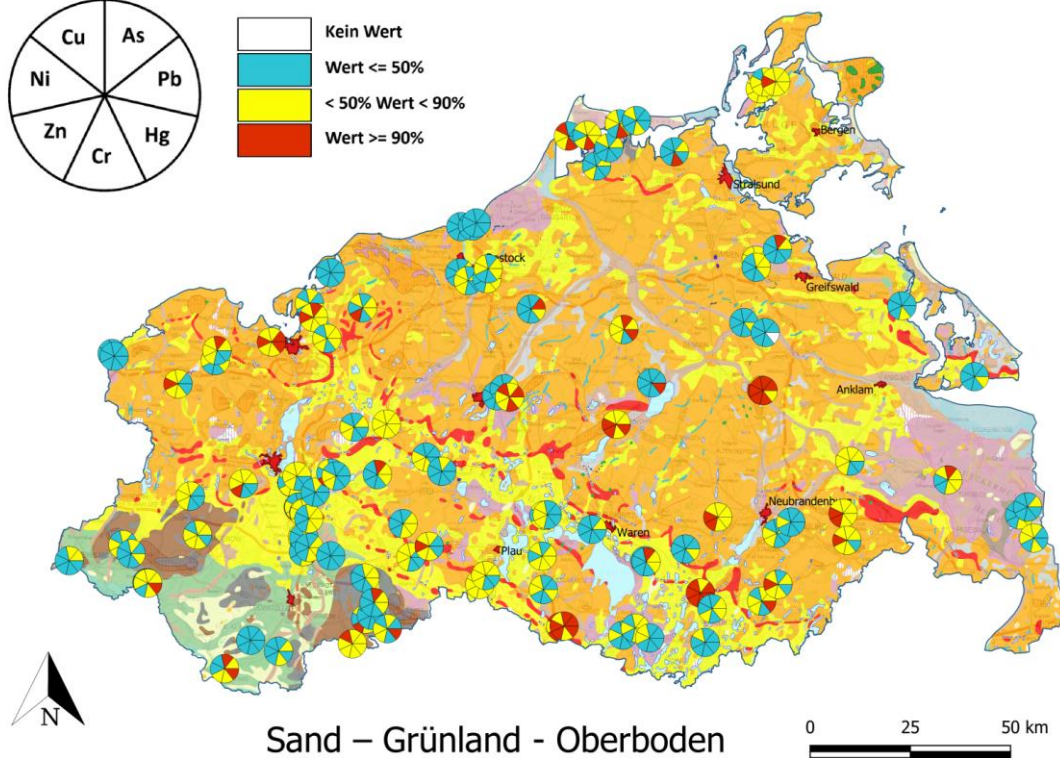 Cu
As
Ni
Pb
Zn
Hg
Cr
Kein Wert
Wert <= 50%
< 50% Wert < 90%
Wert >= 90%
Bergen
Stralsund
Greifswald
Anklam
Neubrandenburg
Waren
Plau
N
Sand – Grünland - Oberboden
0 25 50 km